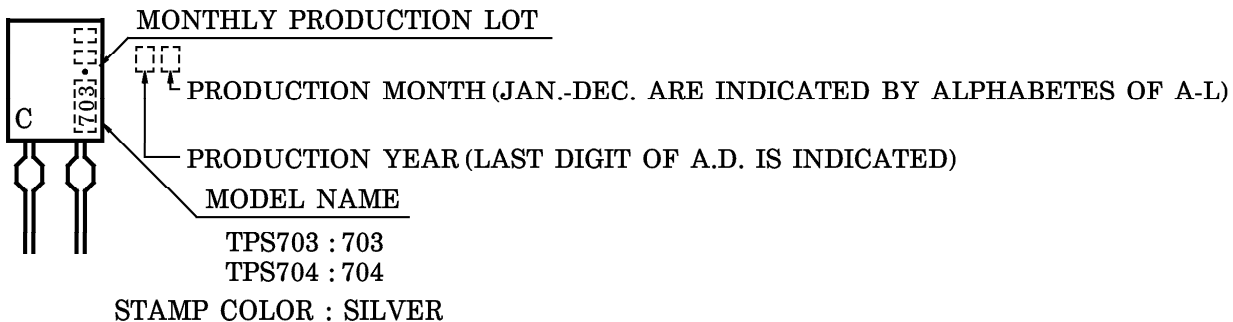 MONTHLY PRODUCTION LOT
PRODUCTION MONTH (JAN.-DEC. ARE INDICATED BY ALPHABETES OF A-L)
703
C
PRODUCTION YEAR (LAST DIGIT OF A.D. IS INDICATED)
MODEL NAME
TPS703 : 703
TPS704 : 704
STAMP COLOR : SILVER